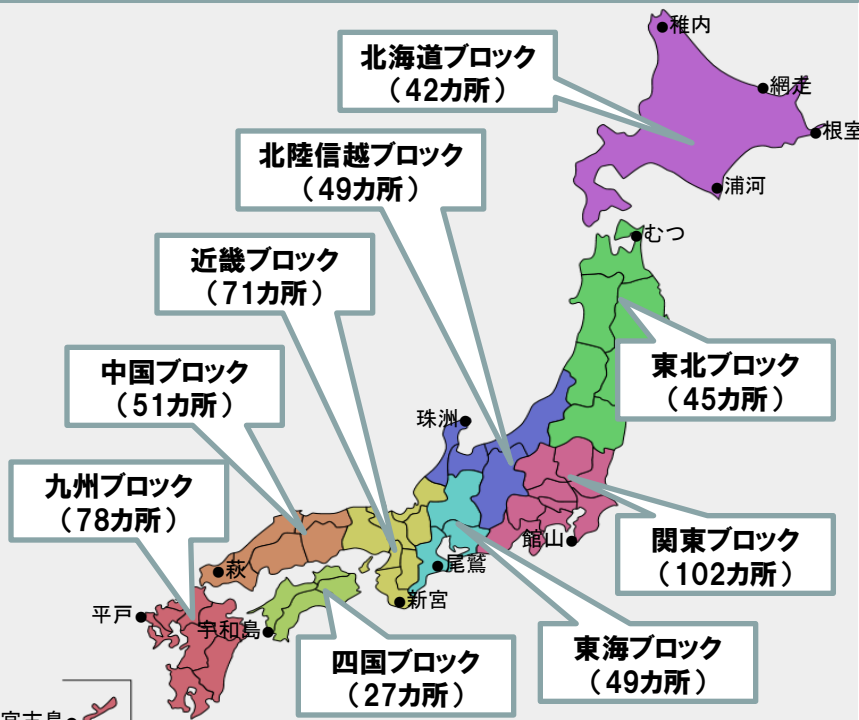 稚内
北海道ブロック
（42カ所）
網走
根室
北陸信越ブロック
（49カ所）
浦河
むつ
近畿ブロック
（71カ所）
東北ブロック
（45カ所）
中国ブロック
（51カ所）
珠洲
九州ブロック
（78カ所）
関東ブロック
（102カ所）
館山
尾鷲
萩
新宮
平戸
宇和島
東海ブロック
（49カ所）
四国ブロック
（27カ所）
宮古島